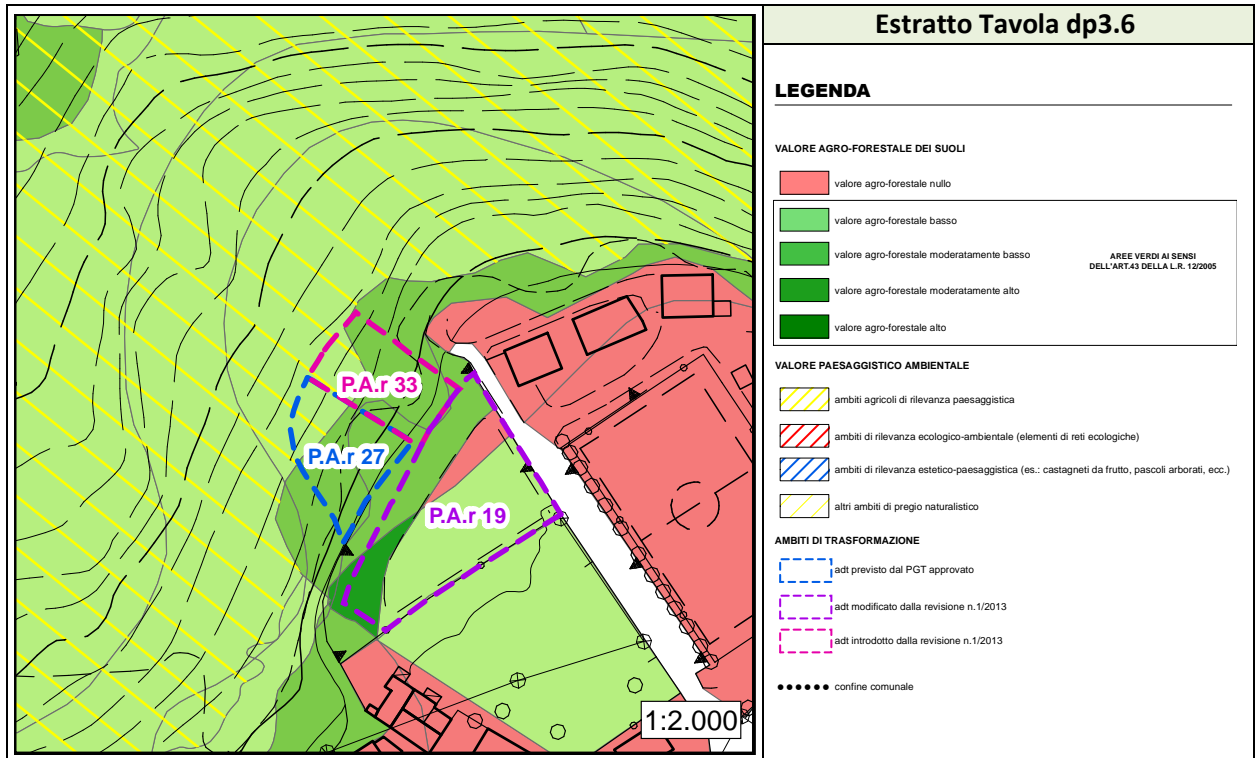 Estratto Tavola dp3.6
LEGENDA
VALORE AGRO-FORESTALE DEI SUOLI
valore agro-forestale nullo
valore agro-forestale basso
valore agro-forestale moderatamente basso
AREE VERDI AI SENSI
DELL'ART.43 DELLA L.R. 12/2005
valore agro-forestale moderatamente alto
valore agro-forestale alto
VALORE PAESAGGISTICO AMBIENTALE
ambiti agricoli di rilevanza paesaggistica
ambiti di rilevanza ecologico-ambientale (elementi di reti ecologiche)
ambiti di rilevanza estetico-paesaggistica (es.: castagneti da frutto, pascoli arborati, ecc.)
altri ambiti di pregio naturalistico
AMBITI DI TRASFORMAZIONE
adt previsto dal PGT approvato
adt modificato dalla revisione n.1/2013
adt introdotto dalla revisione n.1/2013
confine comunale
P.A.r 33
P.A.r 27
P.A.r 19
1:2.000